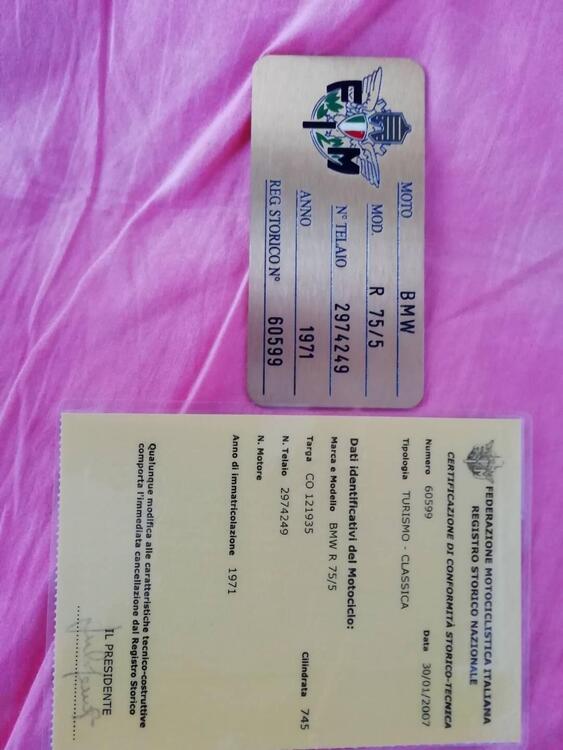 FIM
MOTO BMW
MOD. R 75/5
N° TELAIO 2974249
ANNO 1971
REG STORICO N° 60599
FEDERAZIONE MOTOCICLISTICA ITALIANA
REGISTRO STORICO NAZIONALE
CERTIFICAZIONE DI CONFORMITÀ STORICO-TECNICA
Numero 60599 Data 30/01/2007
Tipologia TURISMO - CLASSICA
Dati identificativi del Motociclo:
Marca e Modello BMW R 75/5
Targa CO 121935 Cilindrata 745
N. Telaio 2974249
N. Motore
Anno di immatricolazione 1971
Qualunque modifica alle caratteristiche tecnico-costruttive
comporta l'immediata cancellazione dal Registro Storico
IL PRESIDENTE